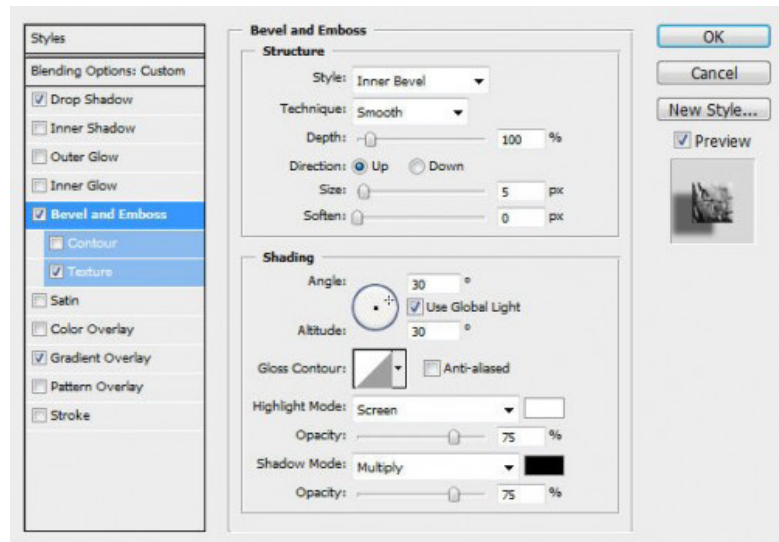 Styles
Blending Options: Custom
Drop Shadow
Inner Shadow
Outer Glow
Inner Glow
Bevel and Emboss
Contour
Texture
Satin
Color Overlay
Gradient Overlay
Pattern Overlay
Stroke
Bevel and Emboss
Structure
Style: Inner Bevel
Technique: Smooth
Depth: 100 %
Direction: Up Down
Size: 5 px
Soften: 0 px
Shading
Angle: 30 °
Use Global Light
Altitude: 30 °
Gloss Contour: Anti-aliased
Highlight Mode: Screen
Opacity: 75 %
Shadow Mode: Multiply
Opacity: 75 %
OK
Cancel
New Style...
Preview